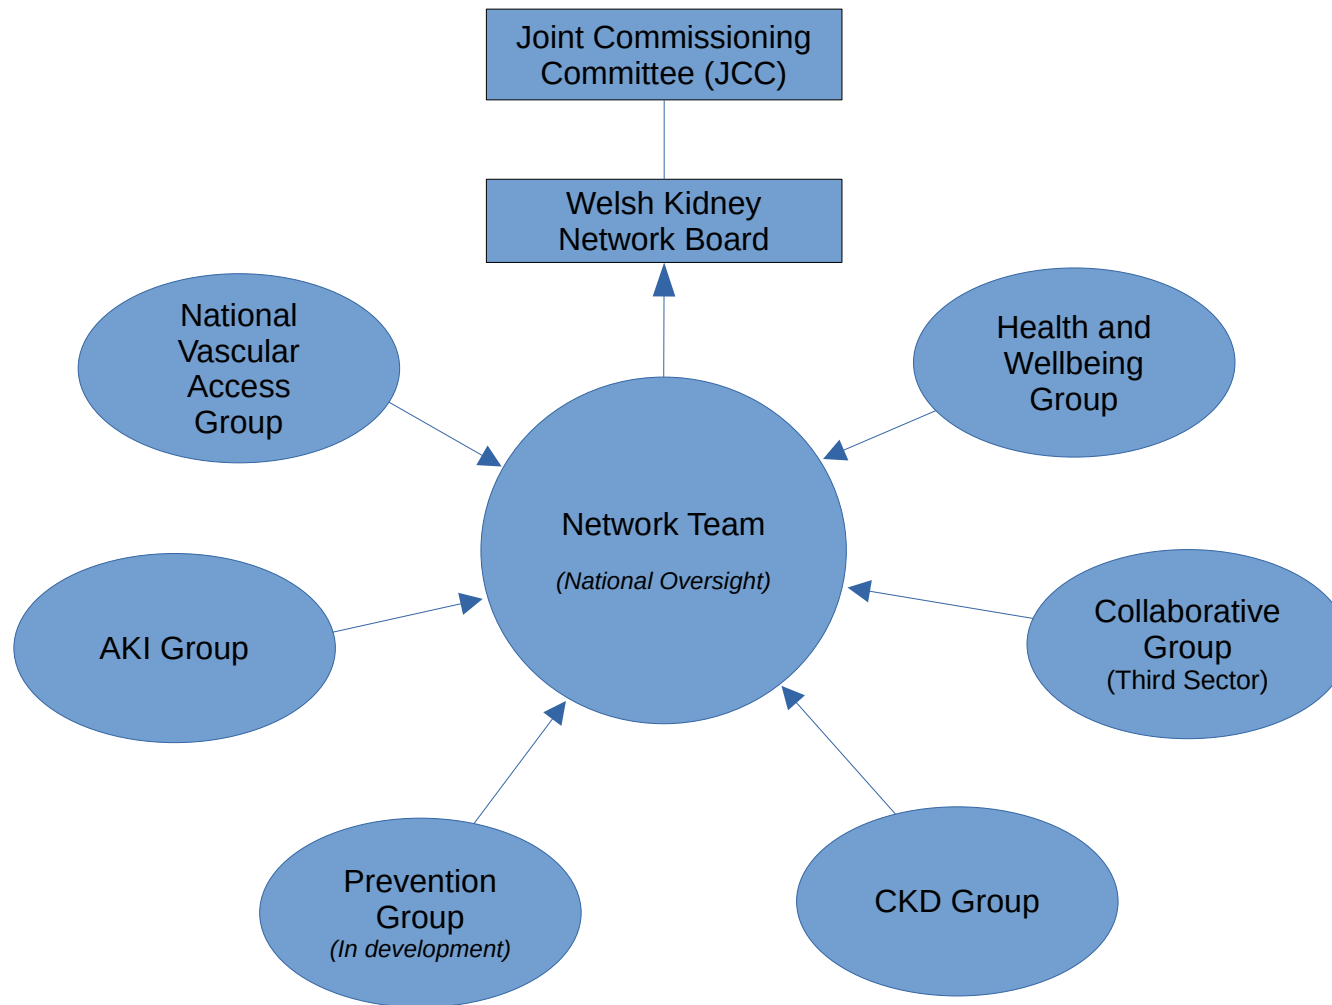 Joint Commissioning
Committee (JCC)
Welsh Kidney
Network Board
National
Vascular
Access
Group
Health and
Wellbeing
Group
Network Team
(National Oversight)
AKI Group
Collaborative
Group
(Third Sector)
Prevention
Group
(In development)
CKD Group